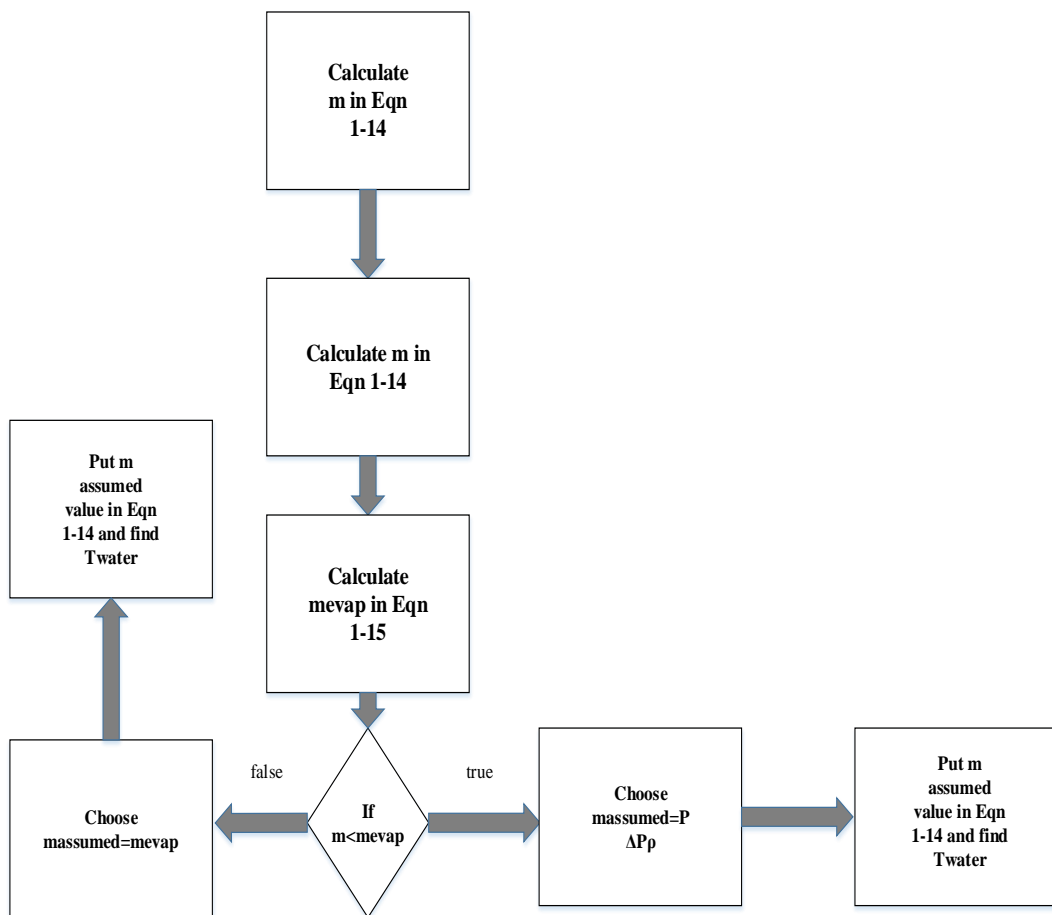 Calculate
m in Eqn
1-14
Calculate m in
Eqn 1-14
Put m
assumed
value in Eqn
1-14 and find
Twater
Calculate
mevap in Eqn
1-15
false
true
Choose
massumed=mevap
If
m<mevap
Choose
massumed=P
ΔPρ
Put m
assumed
value in Eqn
1-14 and find
Twater